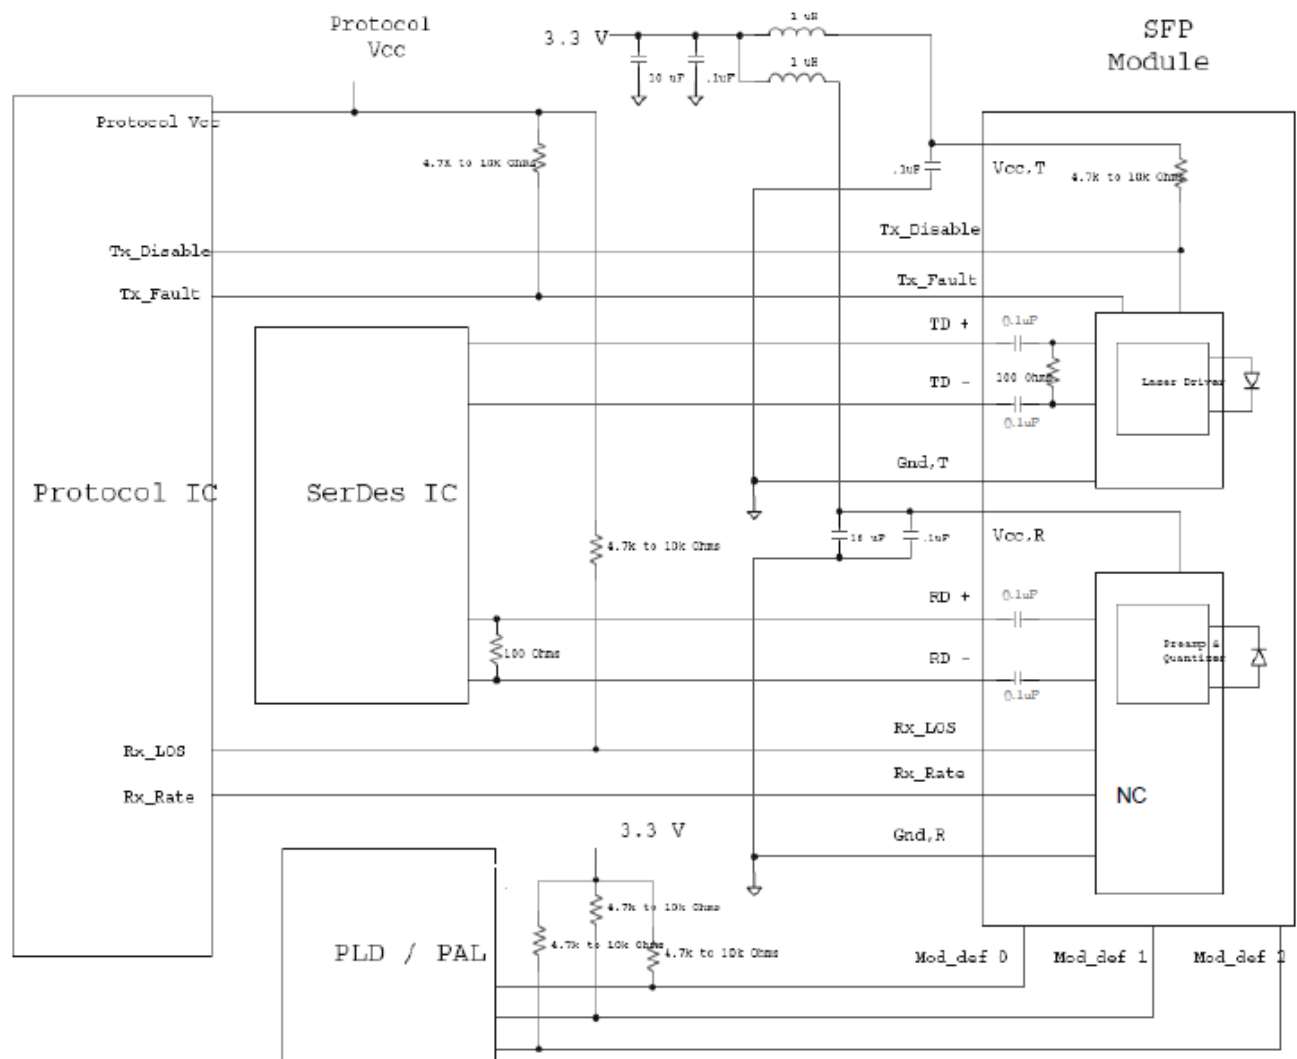 Protocol
Vcc
3.3 V
1 uH
SFP
Module
1 uH
10 uF
.1uF
Protocol Vcc
4.7K to 10k Ohms
.1uF
Vcc,T
4.7k to 10k Ohms
Tx_Disable
Tx_Disable
Tx_Fault
Tx_Fault
TD +
0.1uF
TD -
100 Ohms
Laser Driver
0.1uF
Gnd,T
Protocol IC
SerDes IC
4.7k to 10k Ohms
16 uF
.1uF
Vcc,R
RD +
0.1uF
100 Ohms
RD -
Preamp &
Quantizer
0.1uF
Rx_LOS
Rx_LOS
Rx_Rate
Rx_Rate
NC
3.3 V
Gnd,R
4.7k to 10k Ohms
4.7k to 10k Ohms
4.7k to 10k Ohms
PLD / PAL
Mod_def 0
Mod_def 1
Mod_def 2